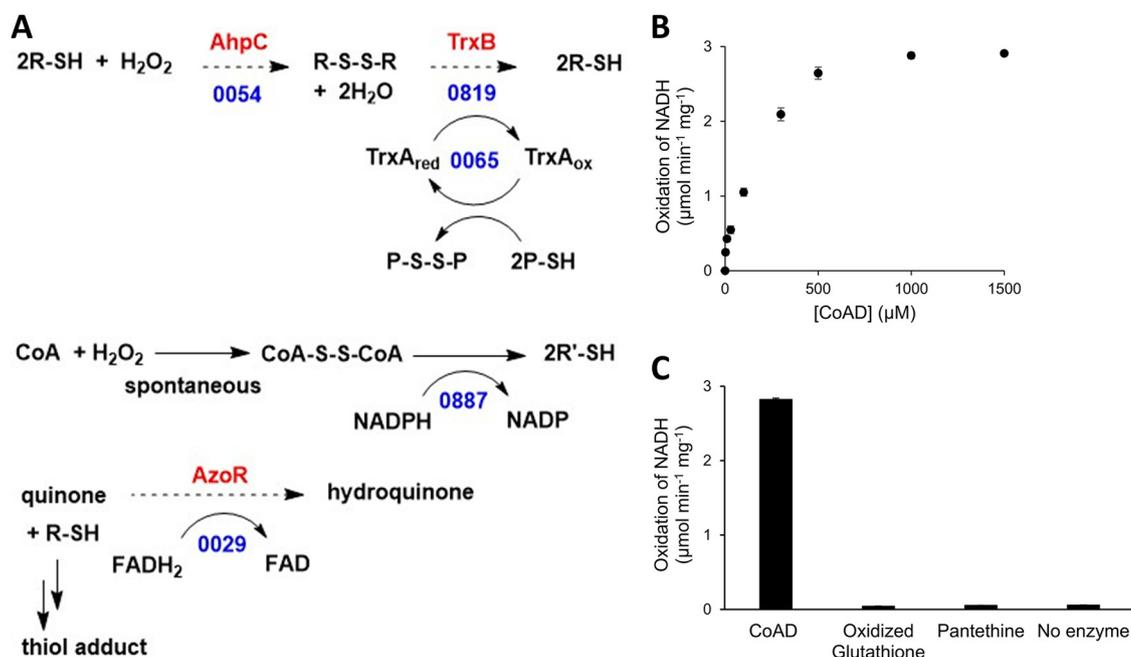 A
AhpC
TrxB
2R-SH + H₂O₂
R-S-S-R
2R-SH
0054
+ 2H₂O
0819
TrxAred
0065
TrxAox
P-S-S-P
2P-SH
CoA + H₂O₂
CoA-S-S-CoA
2R'-SH
spontaneous
0887
NADPH
NADP
AzoR
quinone
hydroquinone
+ R-SH
0029
FADH₂
FAD
thiol adduct
B
Oxidation of NADH
(µmol min⁻¹ mg⁻¹)
3
2
1
0
0 500 1000 1500
[CoAD] (µM)
C
Oxidation of NADH
(µmol min⁻¹ mg⁻¹)
3
2
1
0
CoAD Oxidized Pantethine No enzyme
Glutathione